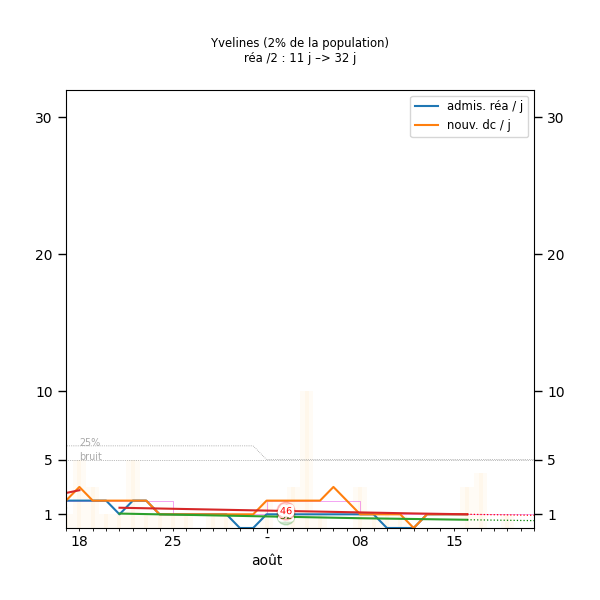 Yvelines (2% de la population)
réa /2 : 11 j –> 32 j
admis. réa / j
nouv. dc / j
30
30
20
20
10
10
25%
bruit
5
5
46
1
1
18
25
-
08
15
août